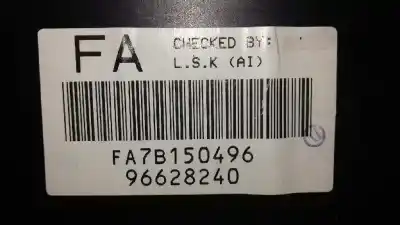 FA
CHECKED BY:
L.S.K (AI)
FA7B150496
96628240